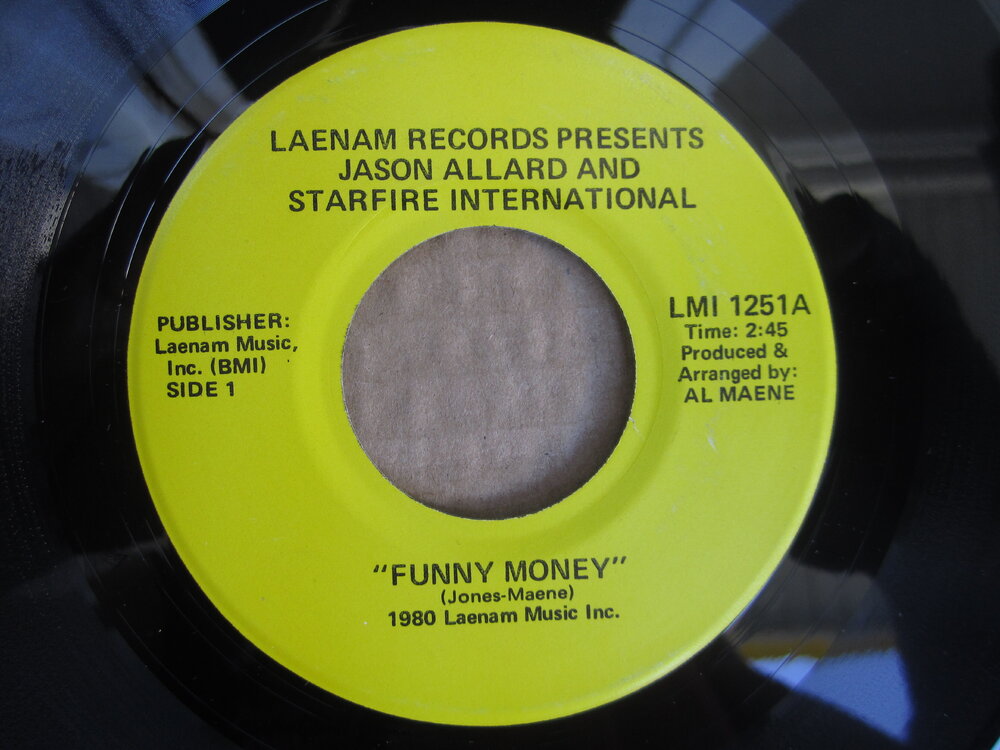 LAENAM RECORDS PRESENTS
JASON ALLARD AND
STARFIRE INTERNATIONAL
PUBLISHER:
Laenam Music,
Inc. (BMI)
SIDE 1
LMI 1251A
Time: 2:45
Produced &
Arranged by:
AL MAENE
"FUNNY MONEY"
(Jones-Maene)
1980 Laenam Music Inc.